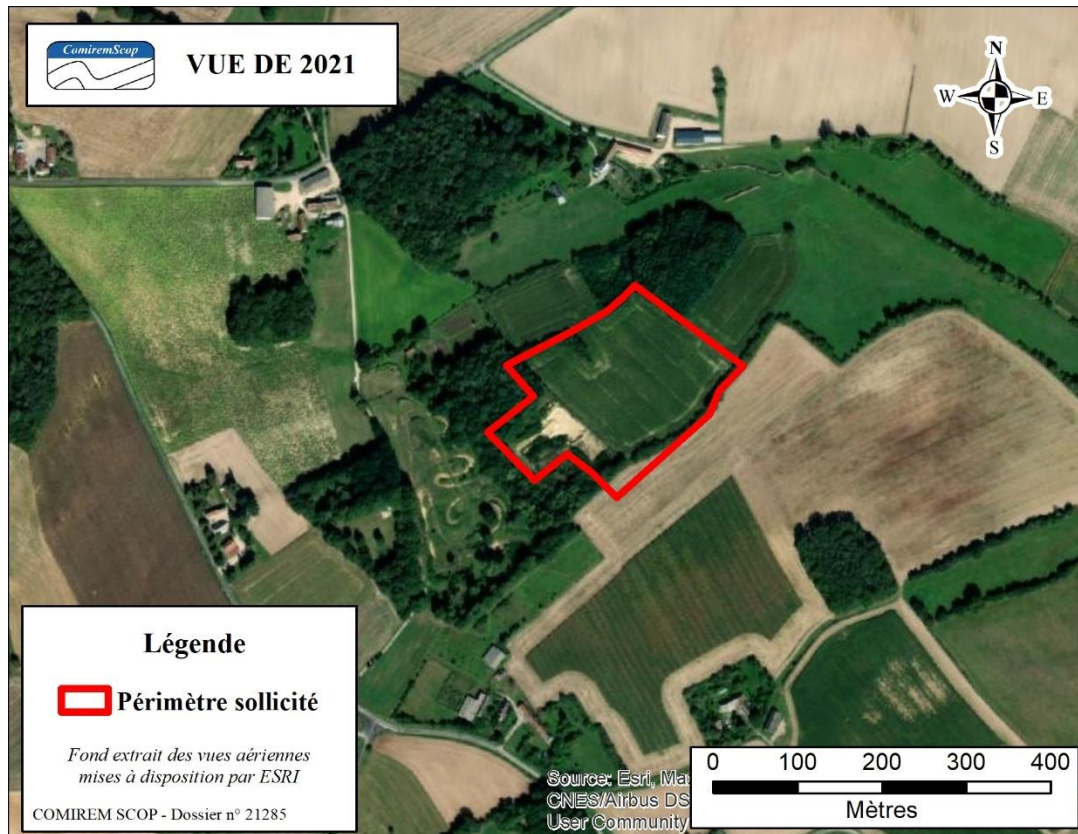 ComiremScop
VUE DE 2021
N
W E
S
Légende
Périmètre sollicité
Fond extrait des vues aériennes
mises à disposition par ESRI
COMIREM SCOP - Dossier n° 21285
0 100 200 300 400
Mètres
Source: Esri,
CNES/Airbus DS
User Community